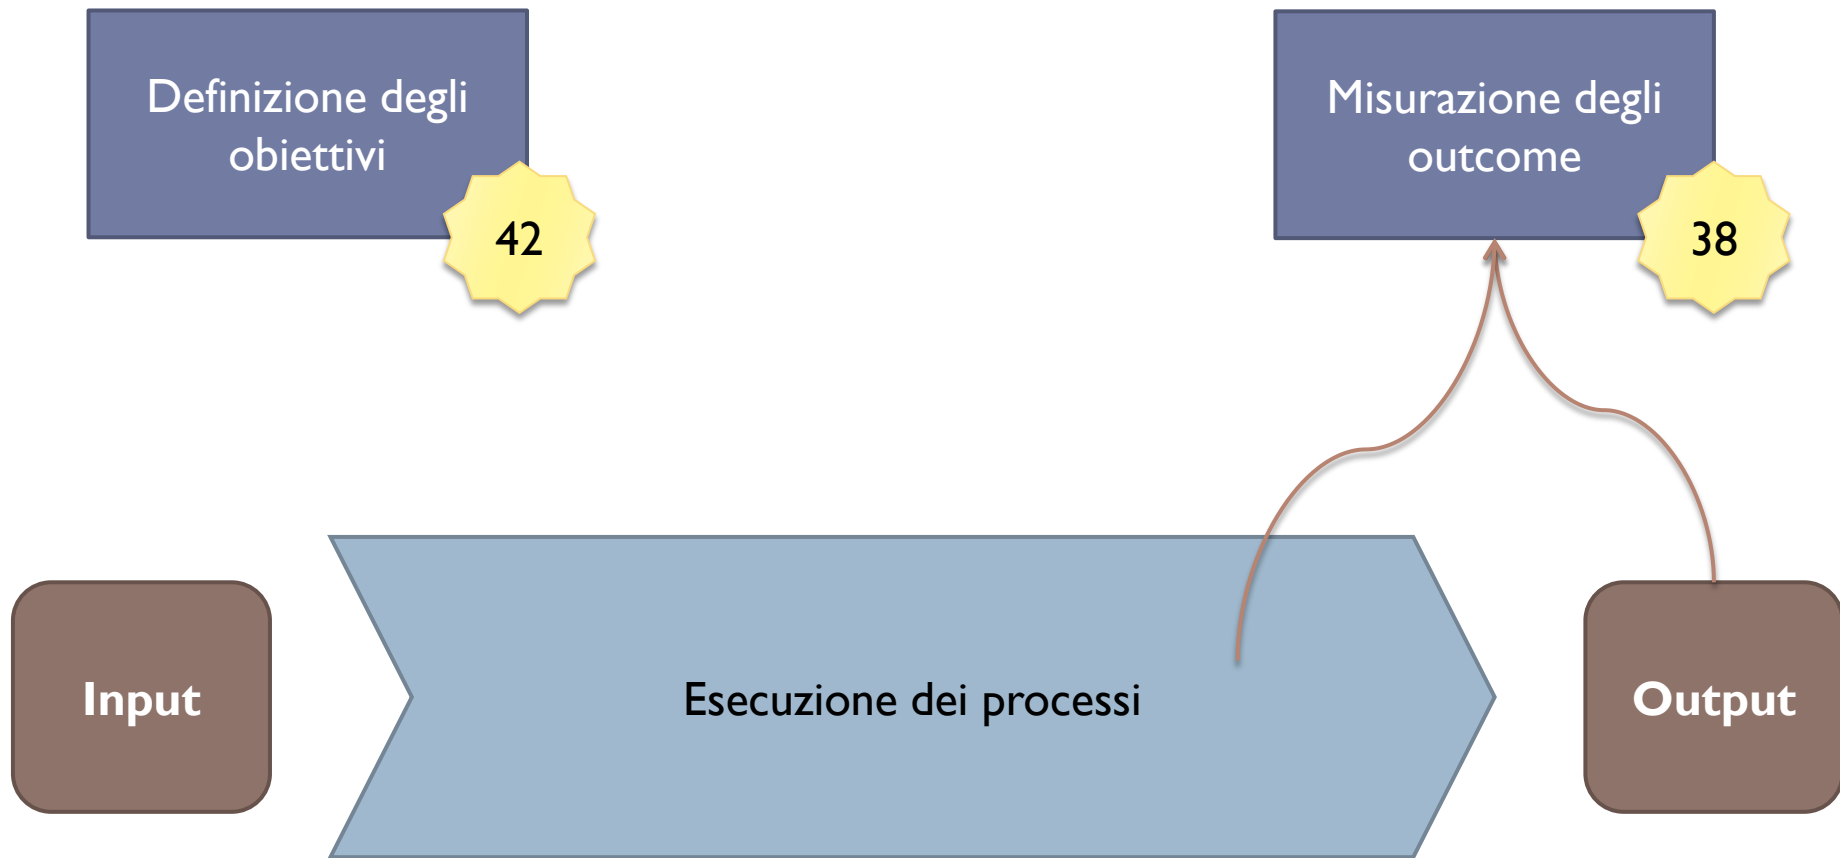 Definizione degli
obiettivi
42
Misurazione degli
outcome
38
Input
Esecuzione dei processi
Output